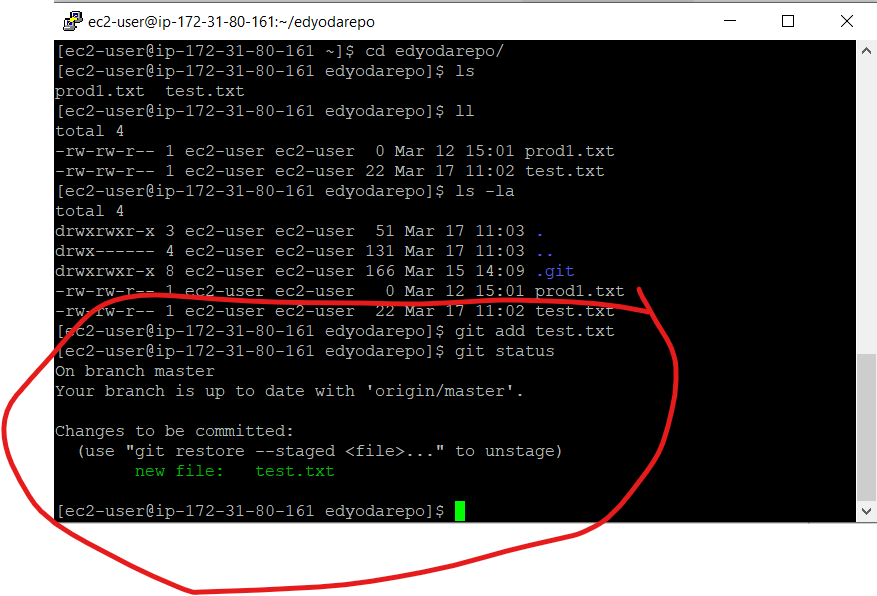 ec2-user@ip-172-31-80-161:~/edyodarepo
[ec2-user@ip-172-31-80-161 ~]$ cd edyodarepo/
[ec2-user@ip-172-31-80-161 edyodarepo]$ ls
prod1.txt  test.txt
[ec2-user@ip-172-31-80-161 edyodarepo]$ ll
total 4
-rw-rw-r-- 1 ec2-user ec2-user  0 Mar 12 15:01 prod1.txt
-rw-rw-r-- 1 ec2-user ec2-user 22 Mar 17 11:02 test.txt
[ec2-user@ip-172-31-80-161 edyodarepo]$ ls -la
total 4
drwxrwxr-x 3 ec2-user ec2-user  51 Mar 17 11:03 .
drwx------ 4 ec2-user ec2-user 131 Mar 17 11:03 ..
drwxrwxr-x 8 ec2-user ec2-user 166 Mar 15 14:09 .git
-rw-rw-r-- 1 ec2-user ec2-user   0 Mar 12 15:01 prod1.txt
-rw-rw-r-- 1 ec2-user ec2-user  22 Mar 17 11:02 test.txt
[ec2-user@ip-172-31-80-161 edyodarepo]$ git add test.txt
[ec2-user@ip-172-31-80-161 edyodarepo]$ git status
On branch master
Your branch is up to date with 'origin/master'.
Changes to be committed:
  (use "git restore --staged <file>..." to unstage)
        new file:   test.txt
[ec2-user@ip-172-31-80-161 edyodarepo]$